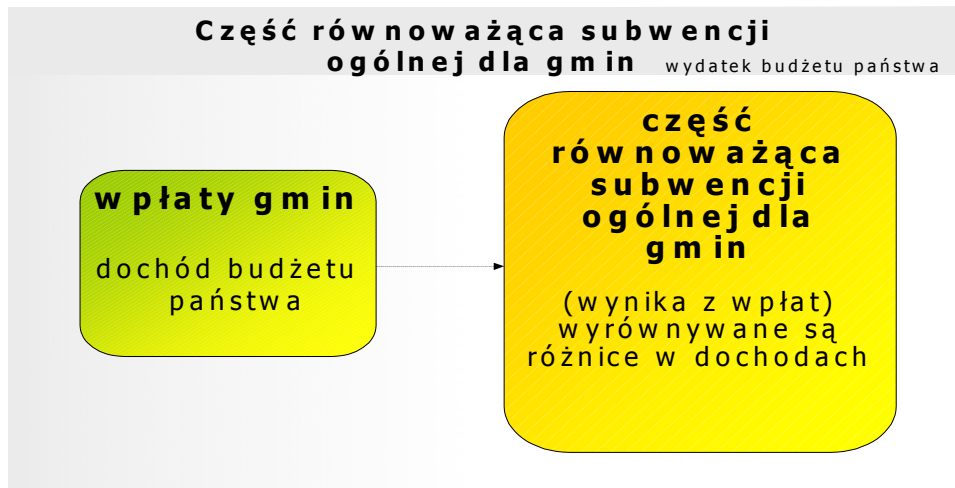 Część równoważąca subwencji
ogólnej dla gmin wydatek budżetu państwa
wpłaty gmin
dochód budżetu
państwa
część
równoważąca
subwencji
ogólnej dla
gmin
(wynika z wpłat)
wyrównywane są
różnice w dochodach